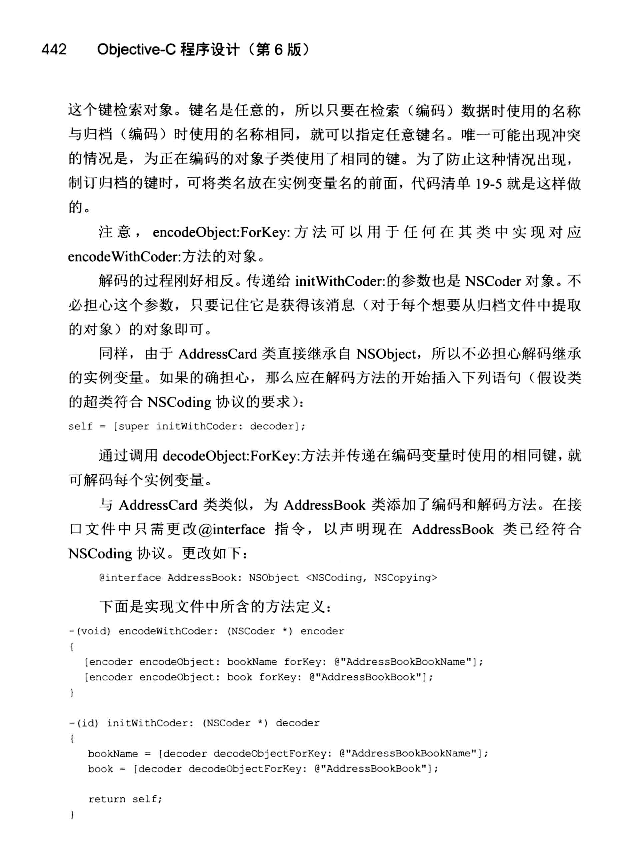 442 Objective-C 程序设计（第 6 版）
这个键检索对象。键名是任意的，所以只要在检索（编码）数据时使用的名称
与归档（编码）时使用的名称相同，就可以指定任意键名。唯一可能出现冲突
的情况是，为正在编码的对象子类使用了相同的键。为了防止这种情况出现，
制订归档的键时，可将类名放在实例变量名的前面，代码清单 19-5 就是这样做
的。
注意，encodeObject:ForKey:方法可以用于任何在其类中实现对应
encodeWithCoder:方法的对象。
解码的过程刚好相反。传递给 initWithCoder:的参数也是 NSCoder 对象。不
必担心这个参数，只要记住它是获得该消息（对于每个想要从归档文件中提取
的对象）的对象即可。
同样，由于 AddressCard 类直接继承自 NSObject，所以不必担心解码继承
的实例变量。如果的确担心，那么应在解码方法的开始插入下列语句（假设类
的超类符合 NSCoding 协议的要求）：
self = [super initWithCoder: decoder];
通过调用 decodeObject:ForKey:方法并传递在编码变量时使用的相同键，就
可解码每个实例变量。
与 AddressCard 类类似，为 AddressBook 类添加了编码和解码方法。在接
口文件中只需更改@interface 指令，以声明现在 AddressBook 类已经符合
NSCoding 协议。更改如下：
@interface AddressBook: NSObject <NSCoding, NSCopying>
下面是实现文件中所含的方法定义：
-(void) encodeWithCoder: (NSCoder *) encoder
{
[encoder encodeObject: bookName forKey: @"AddressBookBookName"];
[encoder encodeObject: book forKey: @"AddressBookBook"];
}
-(id) initWithCoder: (NSCoder *) decoder
{
bookName = [decoder decodeObjectForKey: @"AddressBookBookName"];
book = [decoder decodeObjectForKey: @"AddressBookBook"];
return self;
}